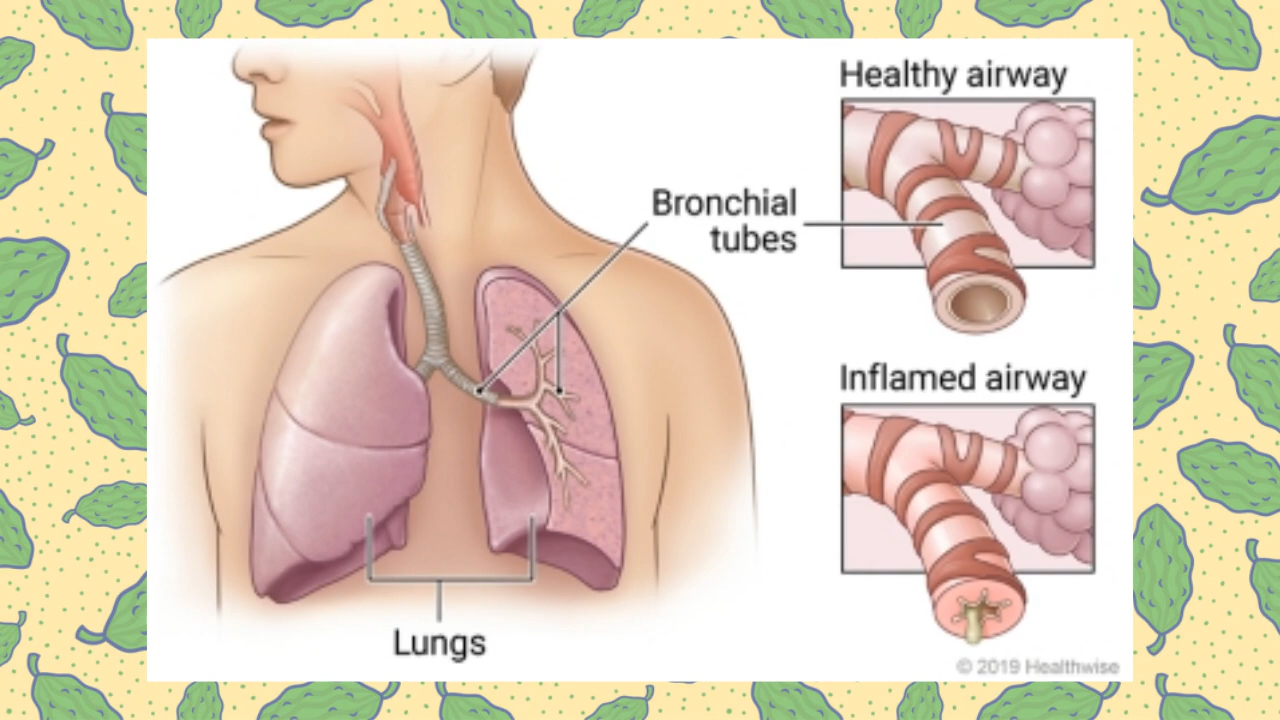 Healthy airway
Bronchial
tubes
Inflamed airway
Lungs
© 2019 Healthwise